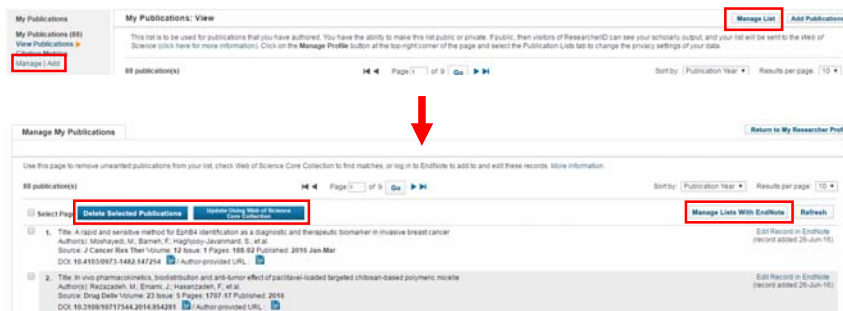 My Publications
My Publications (88)
View Publications
Citation Metrics
Manage | Add
My Publications: View
Manage List
Add Publications
This list is to be used for publications that you have authored. You have the ability to make this list public or private. If public, then visitors of ResearcherID can see your scholarly output, and your list will be sent to the Web of
Science (click here for more information). Click on the Manage Profile button at the top-right corner of the page and select the Publication Lists tab to change the privacy settings of your data.
88 publication(s)
Page 1 of 9 Go
Sort by: Publication Year
Results per page: 10
Manage My Publications
Return to My Researcher Prof
Use this page to remove unwanted publications from your list, check Web of Science Core Collection to find matches, or log in to EndNote to add to and edit these records. More information.
88 publication(s)
Page 1 of 9 Go
Sort by: Publication Year
Results per page: 10
Select Page
Delete Selected Publications
Update Using Web of Science
Core Collection
Manage Lists With EndNote
Refresh
1. Title: A rapid and sensitive method for EphB4 identification as a diagnostic and therapeutic biomarker in invasive breast cancer
Author(s): Moshayedi, M.; Bameh, F.; Haghjooy-Javanmard, S.; et al.
Source: J Cancer Res Ther Volume: 12 Issue: 1 Pages: 188-92 Published: 2016 Jan-Mar
DOI: 10.4103/0973-1482.147254 / Author-provided URL:
Edit Record in EndNote
(record added 26-Jun-16)
2. Title: In vivo pharmacokinetics, biodistribution and anti-tumor effect of paclitaxel-loaded targeted chitosan-based polymeric micelle
Author(s): Rezazadeh, M.; Emami, J.; Hasanzadeh, F.; et al.
Source: Drug Deliv Volume: 23 Issue: 5 Pages: 1707-17 Published: 2016
DOI: 10.3109/10717544.2014.954281 / Author-provided URL:
Edit Record in EndNote
(record added 26-Jun-16)